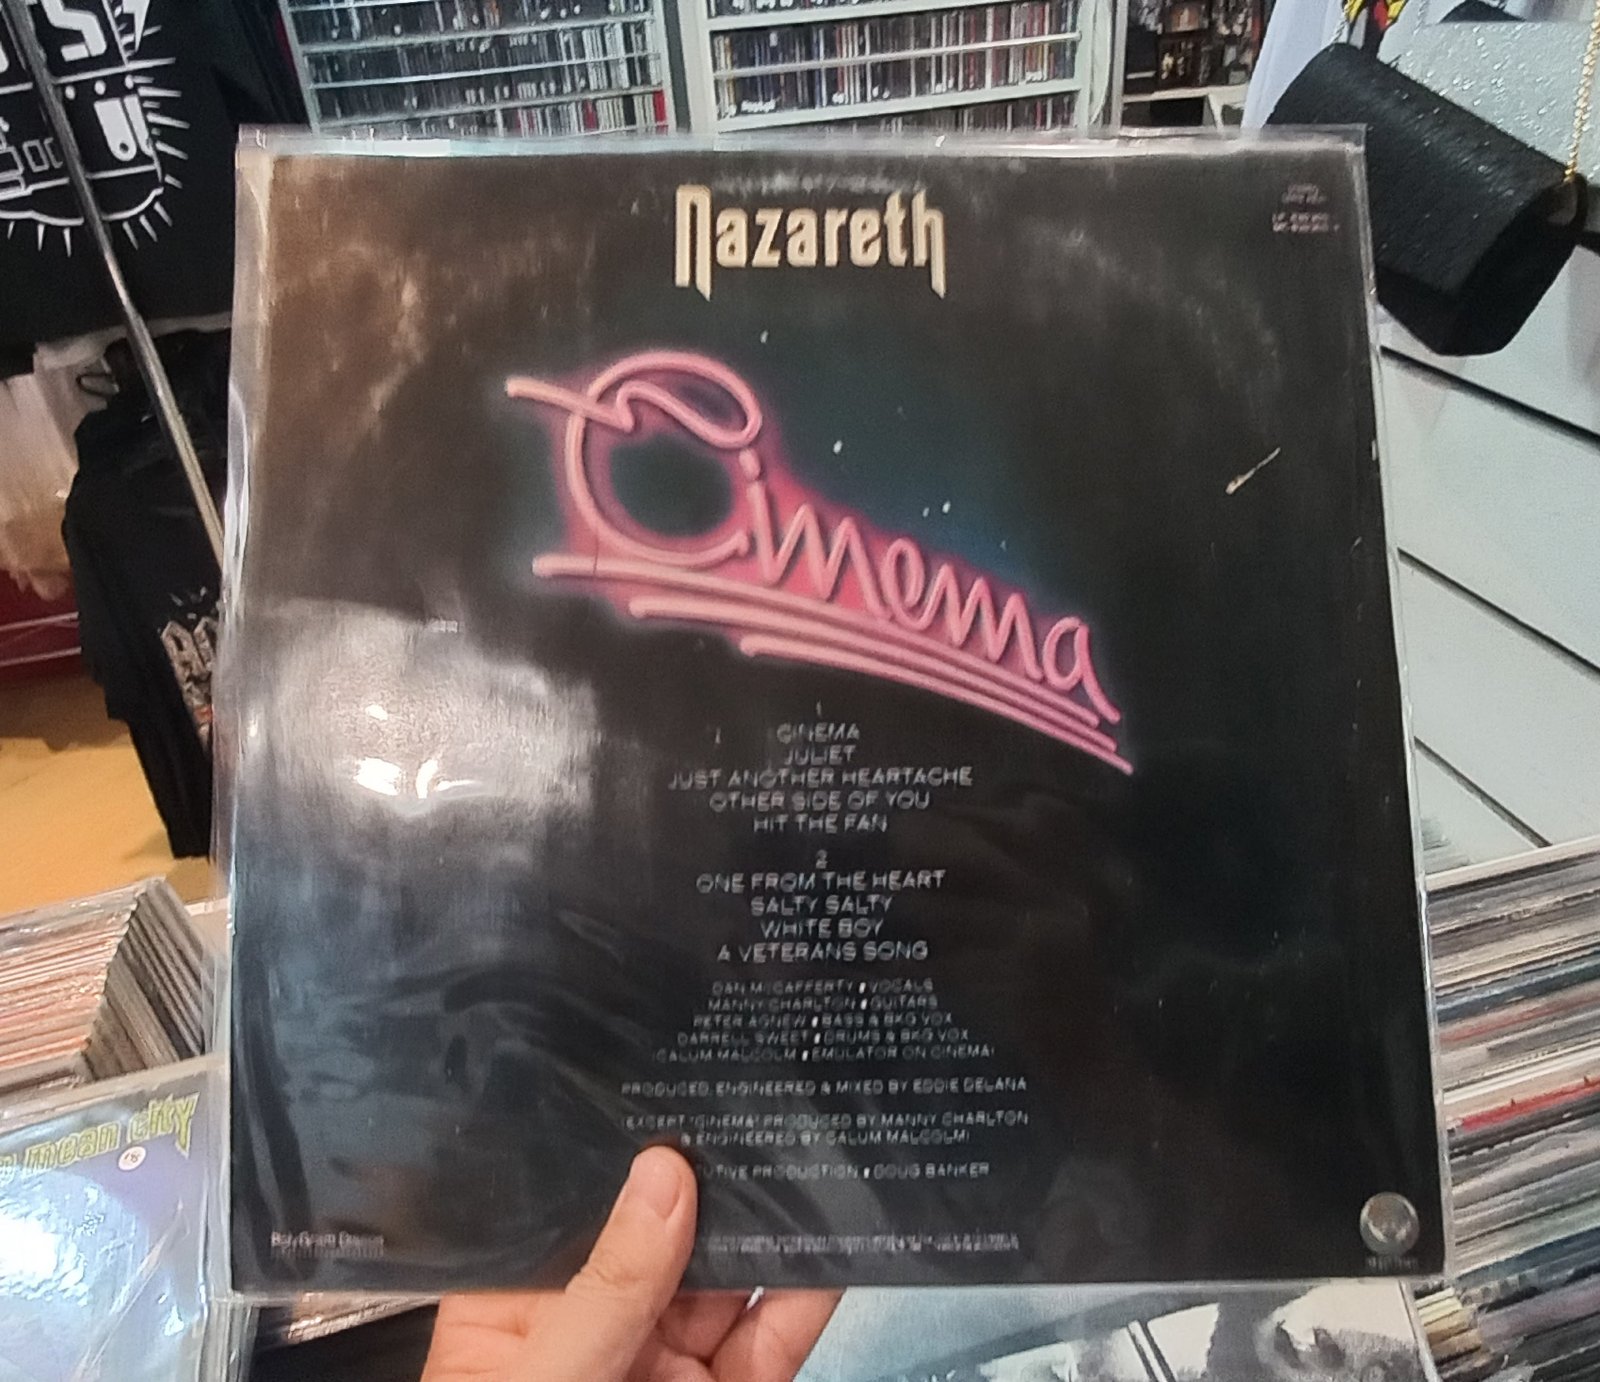 Nazareth
Cinema
1
CINEMA
JULIET
JUST ANOTHER HEARTACHE
OTHER SIDE OF YOU
HIT THE FAN
2
ONE FROM THE HEART
SALTY SALTY
WHITE BOY
A VETERANS SONG
DAN McCAFFERTY VOCALS
MANNY CHARLTON GUITARS
PETER AGNEW BASS & BKG VOX
DARRELL SWEET DRUMS & BKG VOX
(CALUM MALCOLM EMULATOR ON CINEMA)
PRODUCED, ENGINEERED & MIXED BY EDDIE DELANA
(EXCEPT "CINEMA" PRODUCED BY MANNY CHARLTON
& ENGINEERED BY CALUM MALCOLM)
PRODUCTION DOUG BANKER
mean city
18